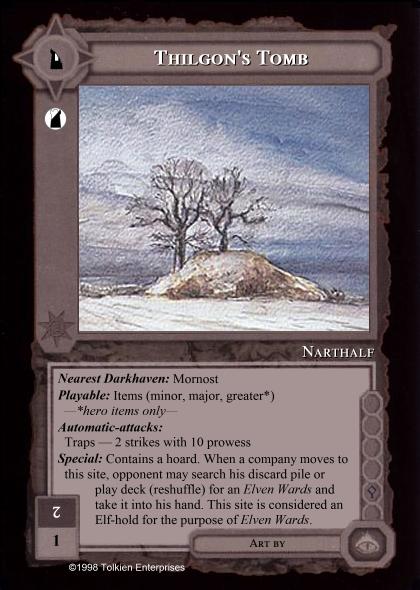 THILGON'S TOMB
NARTHALF
Nearest Darkhaven: Mornost
Playable: Items (minor, major, greater*)
—*hero items only—
Automatic-attacks:
Traps — 2 strikes with 10 prowess
Special: Contains a hoard. When a company moves to
this site, opponent may search his discard pile or
play deck (reshuffle) for an Elven Wards and
take it into his hand. This site is considered an
Elf-hold for the purpose of Elven Wards.
2
1
ART BY
©1998 Tolkien Enterprises